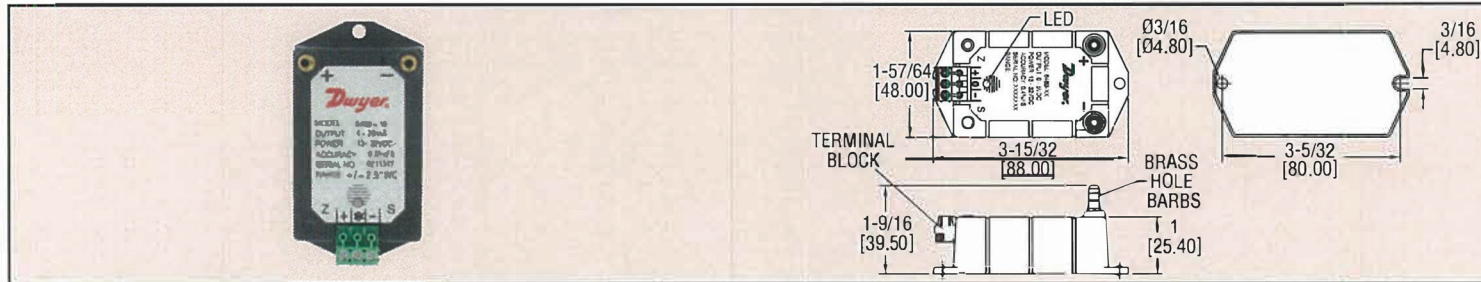 + −
Dwyer.
MODEL
OUTPUT 4-20mA
POWER
ACCURACY
SERIAL NO
RANGE
Z + − S
LED
1-57/64
[48.00]
Dwyer.
+
−
Z
S
3-15/32
[88.00]
Ø3/16
[Ø4.80]
3/16
[4.80]
3-5/32
[80.00]
TERMINAL
BLOCK
BRASS
HOLE
BARBS
1-9/16
[39.50]
1
[25.40]